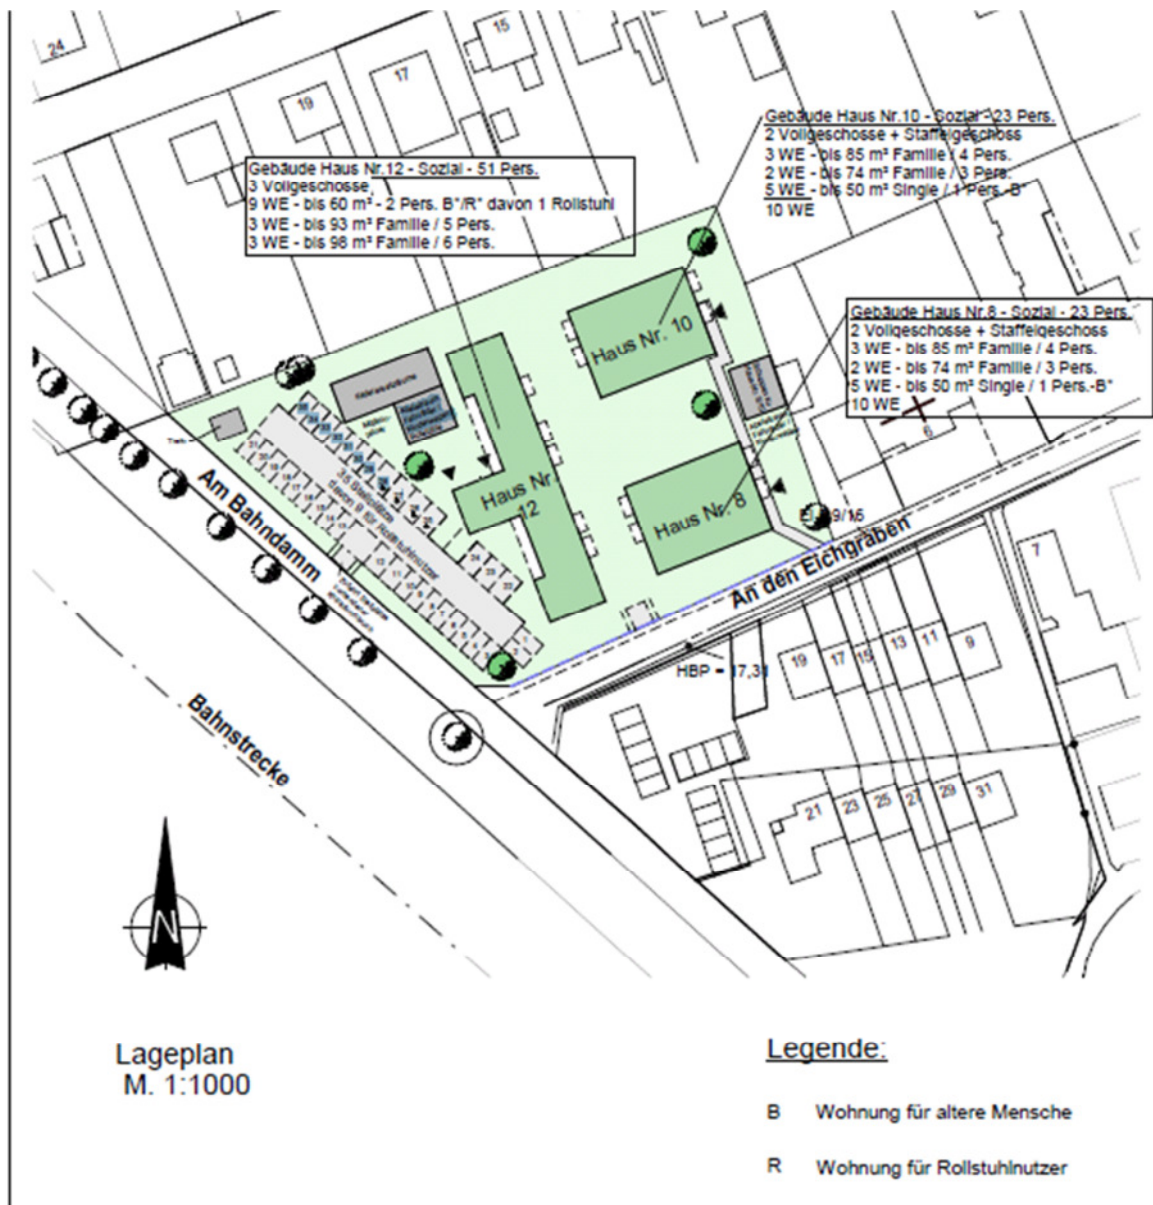 24
15
17
19
Gebäude Haus Nr.10 - Sozial - 23 Pers.
2 Vollgeschosse + Staffelgeschoss
3 WE - bis 85 m² Familie / 4 Pers.
2 WE - bis 74 m² Familie / 3 Pers.
5 WE - bis 50 m² Single / 1 Pers.-B*
10 WE
Gebäude Haus Nr.12 - Sozial - 51 Pers.
3 Vollgeschosse
9 WE - bis 60 m² - 2 Pers. B*/R* davon 1 Rollstuhl
3 WE - bis 93 m² Familie / 5 Pers.
3 WE - bis 98 m² Familie / 6 Pers.
Gebäude Haus Nr.8 - Sozial - 23 Pers.
2 Vollgeschosse + Staffelgeschoss
3 WE - bis 85 m² Familie / 4 Pers.
2 WE - bis 74 m² Familie / 3 Pers.
5 WE - bis 50 m² Single / 1 Pers.-B*
10 WE
Haus Nr. 10
6
Haus Nr.
12
Haus Nr. 8
35 Stellplätze
davon 8 für Rollstuhlnutzer
Am Bahndamm
An den Eichgräben
7
HBP = 17,31
19
17
15
13
11
9
Bahnstrecke
21
23
25
27
29
31
N
Lageplan
M. 1:1000
Legende:
B Wohnung für altere Mensche
R Wohnung für Rollstuhlnutzer